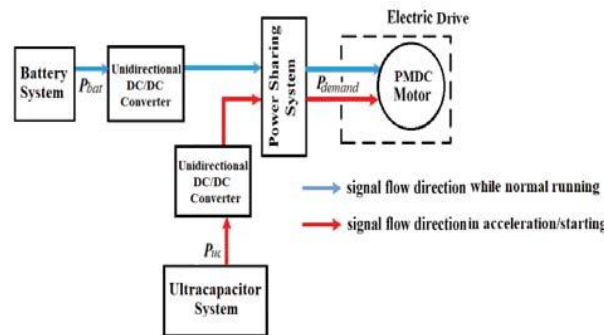 Electric Drive
Battery
System
Pbat
Unidirectional
DC/DC
Converter
Power Sharing
System
Pdemand
PMDC
Motor
Unidirectional
DC/DC
Converter
signal flow direction while normal running
signal flow direction in acceleration/starting
Puc
Ultracapacitor
System